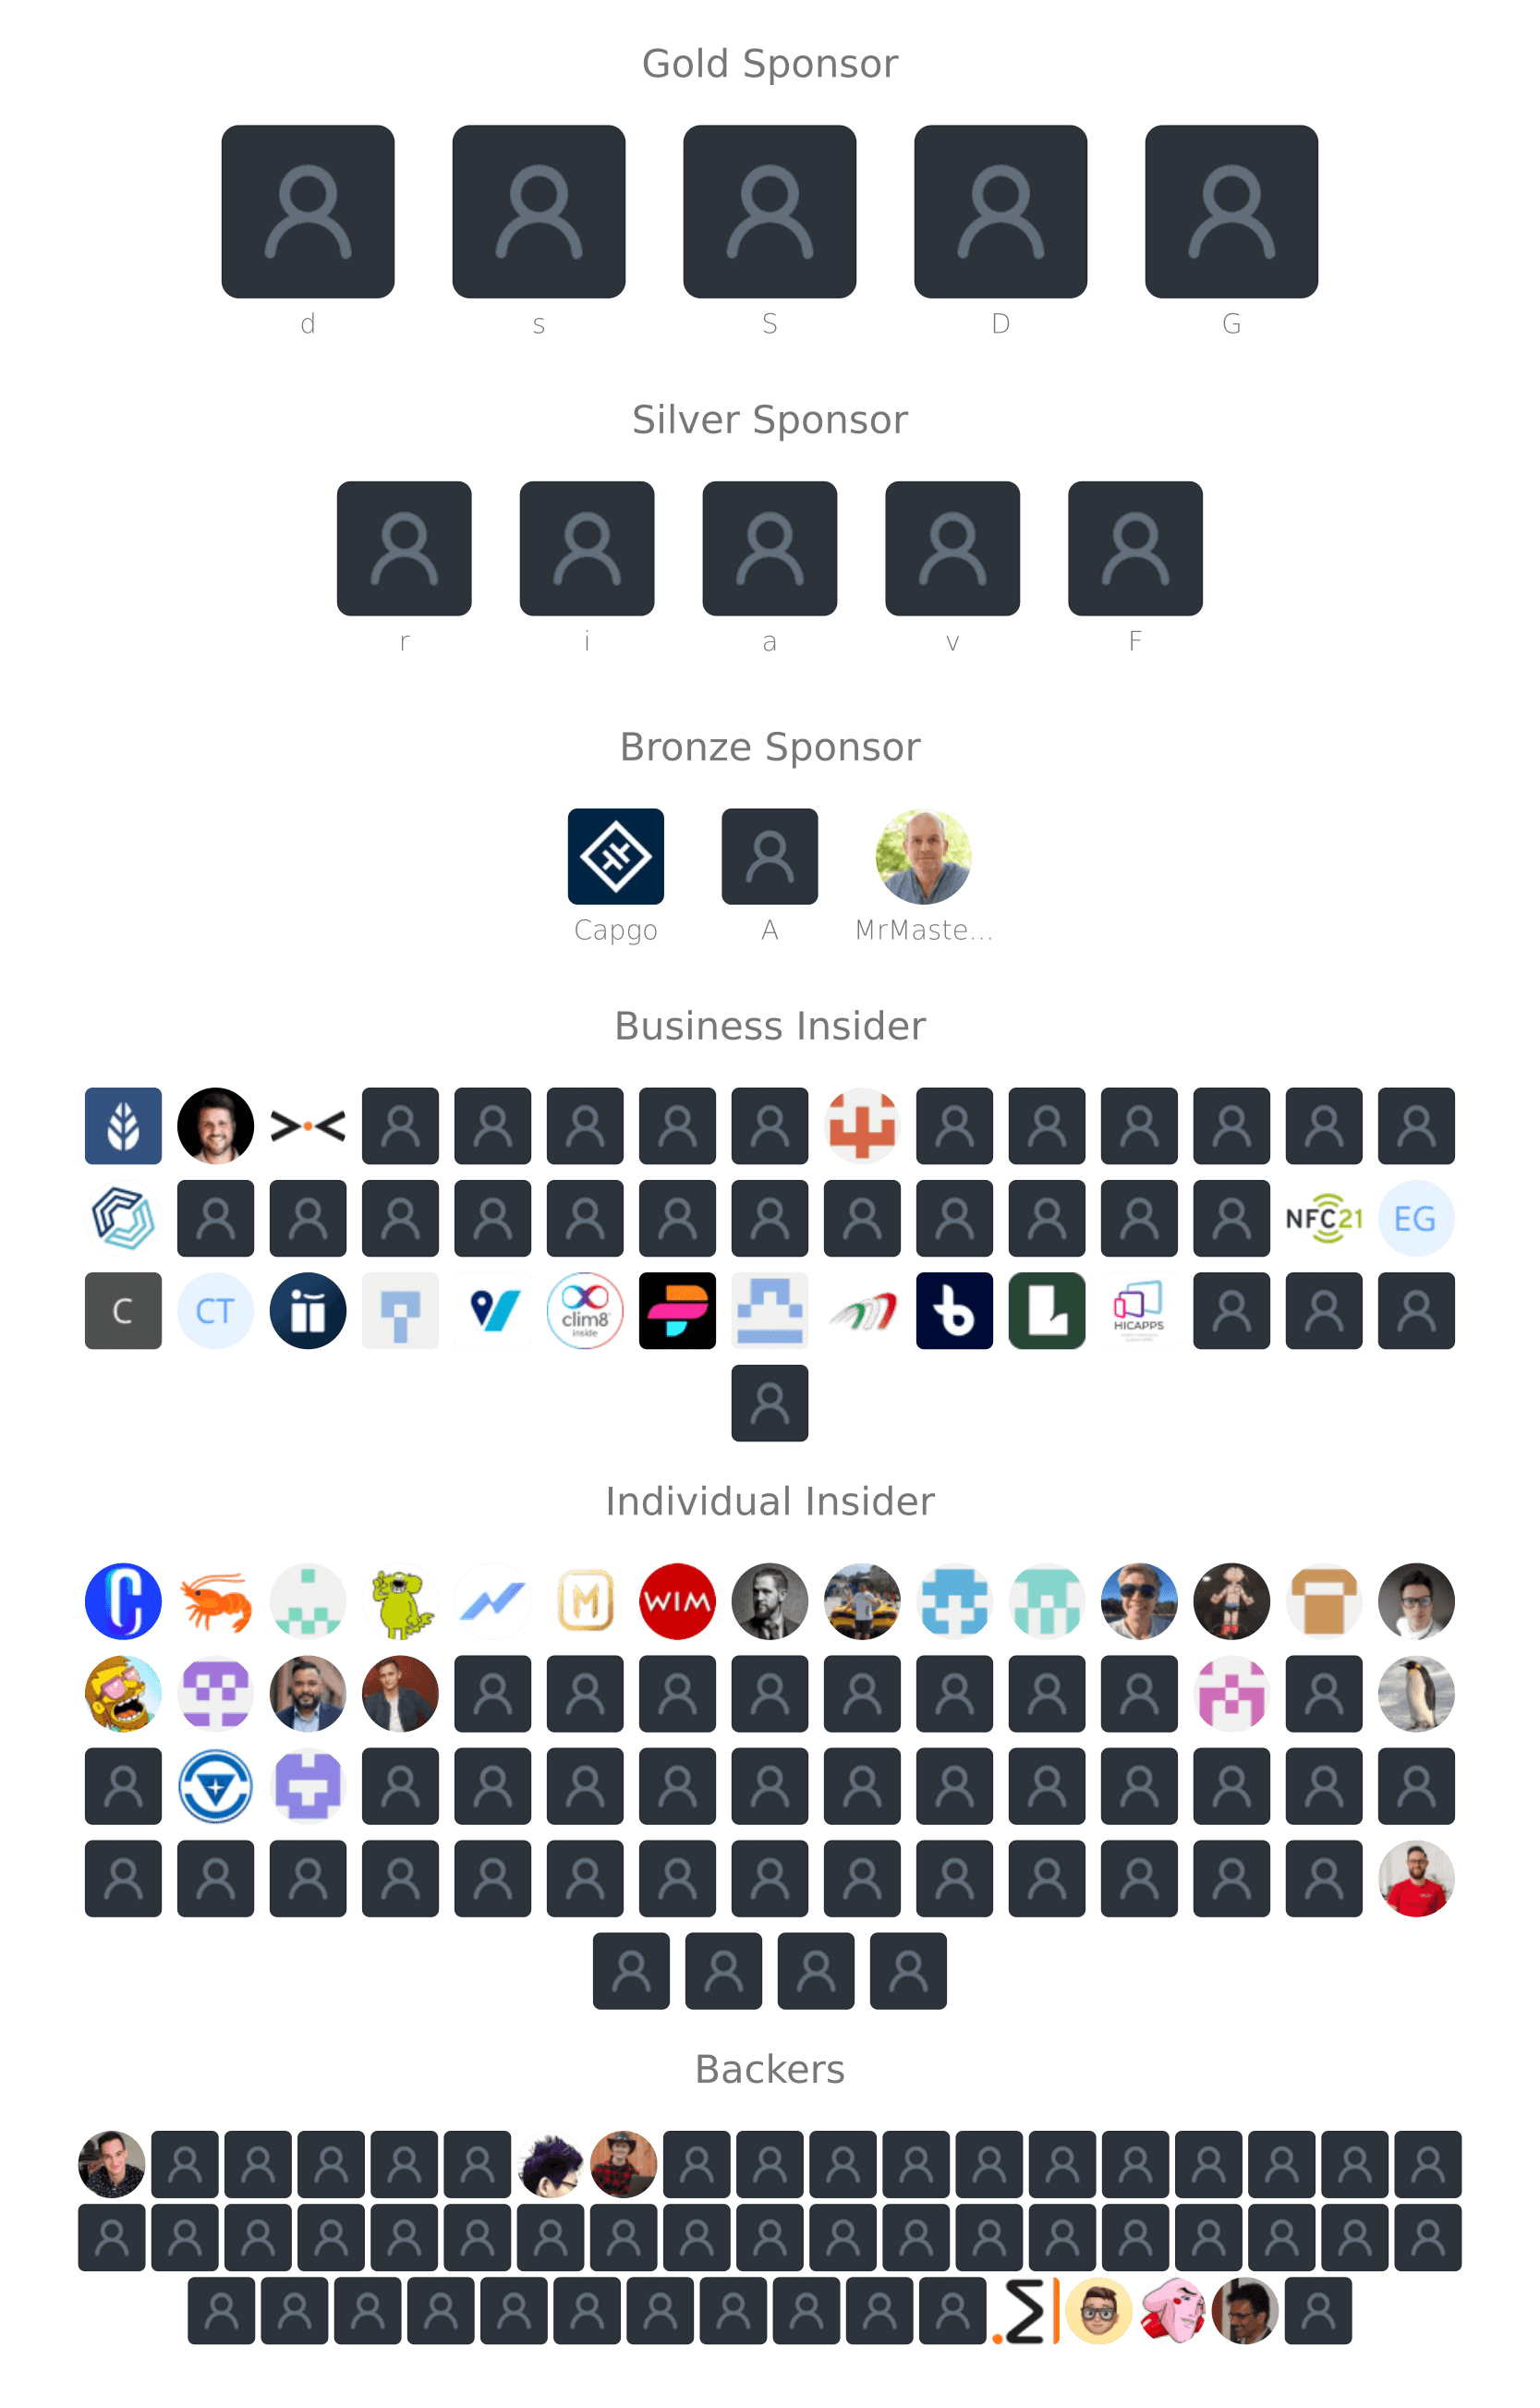 Gold Sponsor
d s S D G
Silver Sponsor
r i a v F
Bronze Sponsor
Capgo A MrMaste...
Business Insider
NFC21 EG
C CT clim8 HICAPPS
inside
Individual Insider
C M WIM
Backers